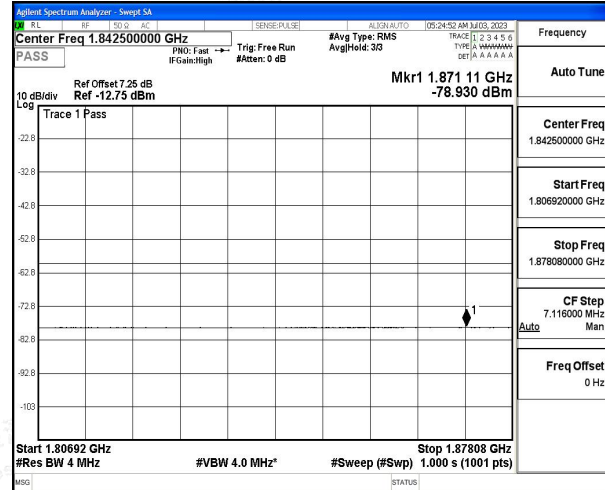 Agilent Spectrum Analyzer - Swept SA
RL RF 50 Ω AC SENSE:PULSE ALIGN AUTO 05:24:52 AM Jul 03, 2023
Center Freq 1.842500000 GHz
PASS
PNO: Fast
IFGain:High
Trig: Free Run
#Atten: 0 dB
#Avg Type: RMS
Avg|Hold: 3/3
TRACE 1 2 3 4 5 6
TYPE A WWWWW
DET A A A A A A
Mkr1 1.871 11 GHz
-78.930 dBm
Ref Offset 7.25 dB
10 dB/div Ref -12.75 dBm
Log
Trace 1 Pass
-22.8
-32.8
-42.8
-52.8
-62.8
-72.8
-82.8
-92.8
-103
1
Start 1.80692 GHz Stop 1.87808 GHz
#Res BW 4 MHz #VBW 4.0 MHz* #Sweep (#Swp) 1.000 s (1001 pts)
MSG STATUS
Frequency
Auto Tune
Center Freq
1.842500000 GHz
Start Freq
1.806920000 GHz
Stop Freq
1.878080000 GHz
CF Step
7.116000 MHz
Auto Man
Freq Offset
0 Hz